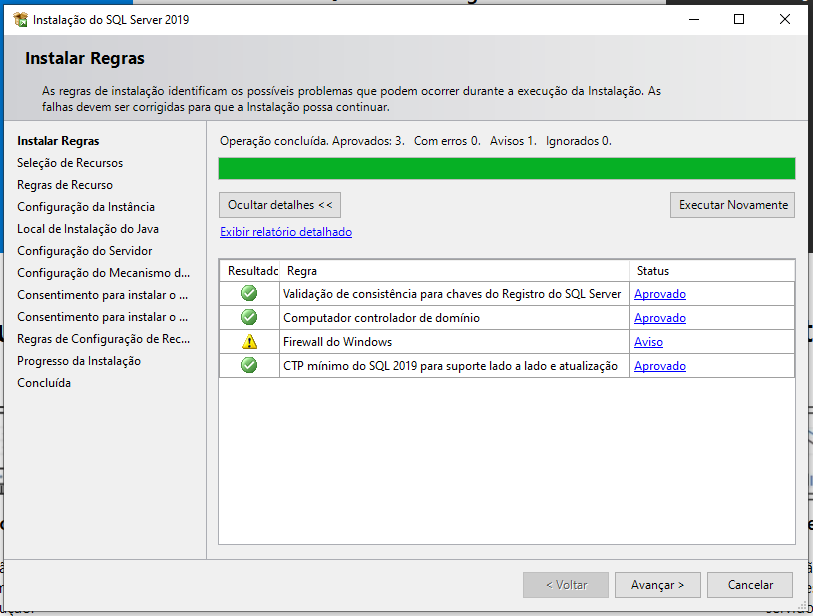 Instalação do SQL Server 2019
Instalar Regras
As regras de instalação identificam os possíveis problemas que podem ocorrer durante a execução da Instalação. As
falhas devem ser corrigidas para que a Instalação possa continuar.
Instalar Regras
Seleção de Recursos
Regras de Recurso
Configuração da Instância
Local de Instalação do Java
Configuração do Servidor
Configuração do Mecanismo d...
Consentimento para instalar o ...
Consentimento para instalar o ...
Regras de Configuração de Rec...
Progresso da Instalação
Concluída
Operação concluída. Aprovados: 3. Com erros 0. Avisos 1. Ignorados 0.
Ocultar detalhes <<
Executar Novamente
Exibir relatório detalhado
Resultado Regra Status
Validação de consistência para chaves do Registro do SQL Server Aprovado
Computador controlador de domínio Aprovado
Firewall do Windows Aviso
CTP mínimo do SQL 2019 para suporte lado a lado e atualização Aprovado
< Voltar
Avançar >
Cancelar